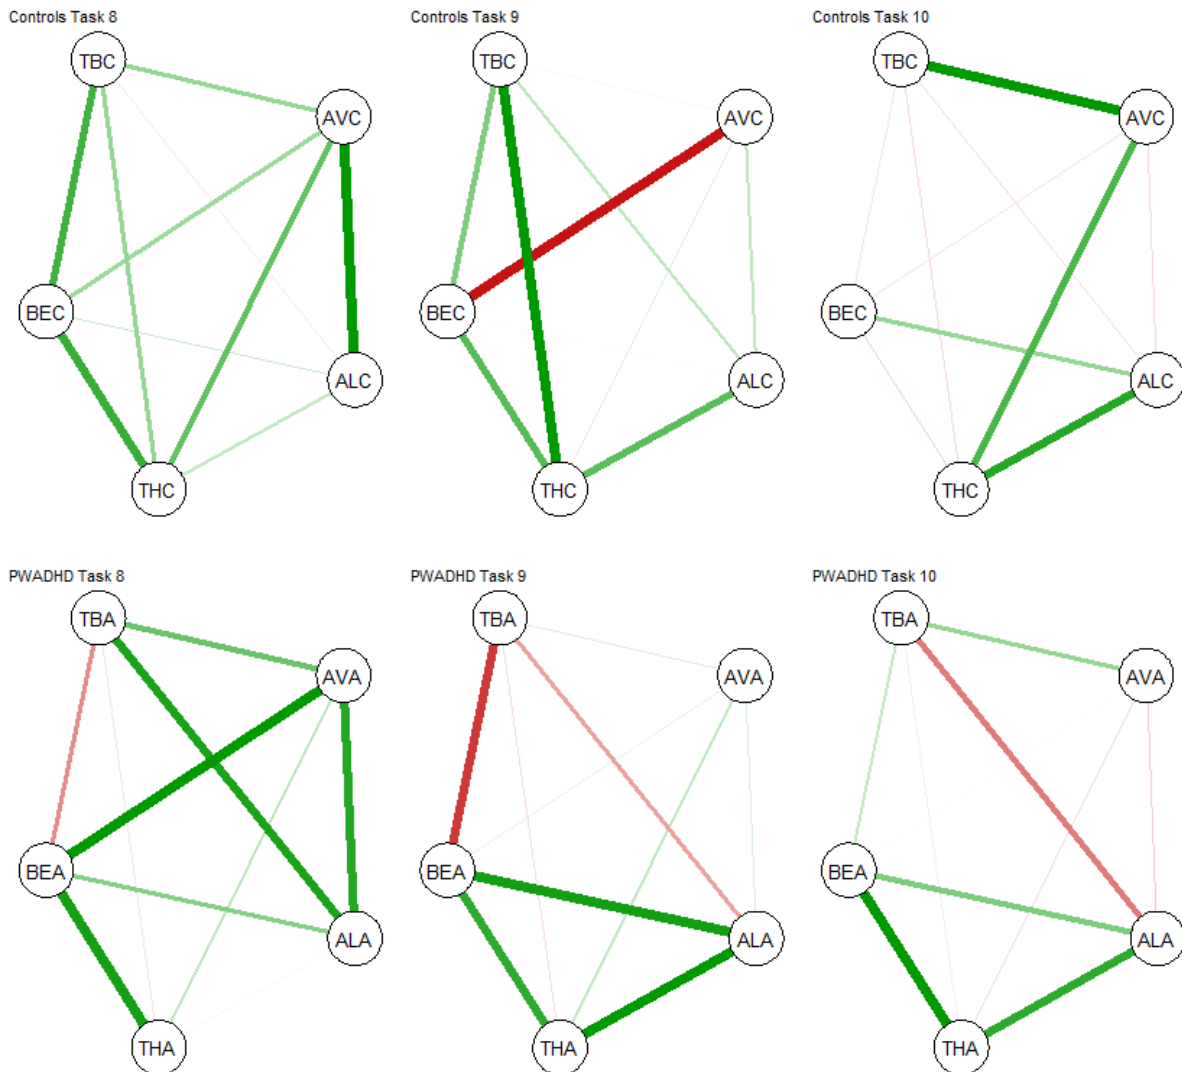 Controls Task 8
TBC
AVC
BEC
ALC
THC
Controls Task 9
TBC
AVC
BEC
ALC
THC
Controls Task 10
TBC
AVC
BEC
ALC
THC
PWADHD Task 8
TBA
AVA
BEA
ALA
THA
PWADHD Task 9
TBA
AVA
BEA
ALA
THA
PWADHD Task 10
TBA
AVA
BEA
ALA
THA